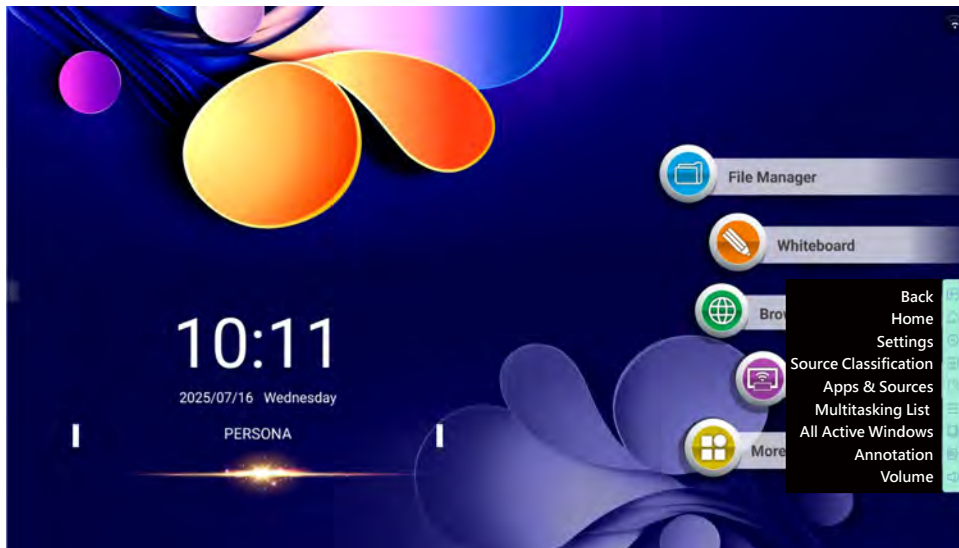 File Manager
Whiteboard
Back
Home
Settings
Source Classification
Apps & Sources
Multitasking List
All Active Windows
Annotation
Volume
More
10:11
2025/07/16 Wednesday
PERSONA